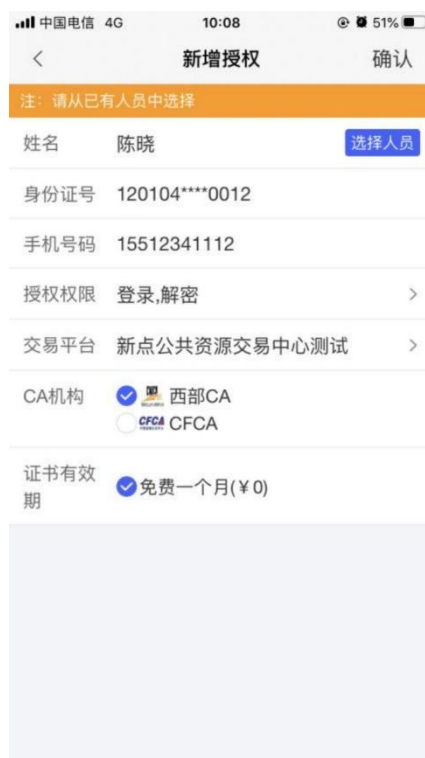 中国电信 4G 10:08 51%
新增授权 确认
注：请从已有人员中选择
姓名 陈晓 选择人员
身份证号 120104****0012
手机号码 15512341112
授权权限 登录,解密
交易平台 新点公共资源交易中心测试
CA机构 西部CA
CFCA CFCA
证书有效
期 免费一个月(¥0)